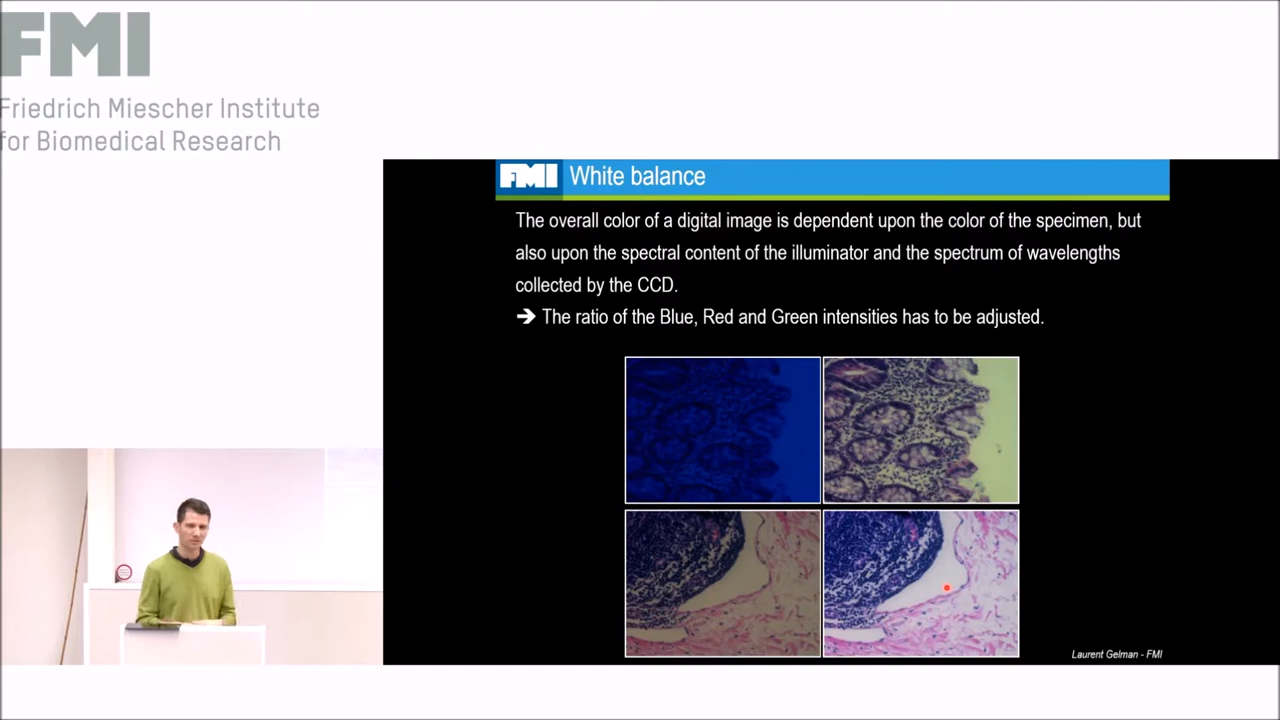 FMI
Friedrich Miescher Institute
for Biomedical Research
FMI White balance
The overall color of a digital image is dependent upon the color of the specimen, but
also upon the spectral content of the illuminator and the spectrum of wavelengths
collected by the CCD.
➔ The ratio of the Blue, Red and Green intensities has to be adjusted.
Laurent Gelman - FMI